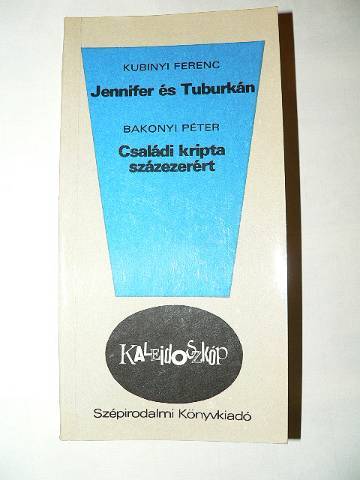 KUBINYI FERENC
Jennifer és Tuburkán
BAKONYI PÉTER
Családi kripta
százezerért
KALEidOSZKÓP
Szépirodalmi Könyvkiadó